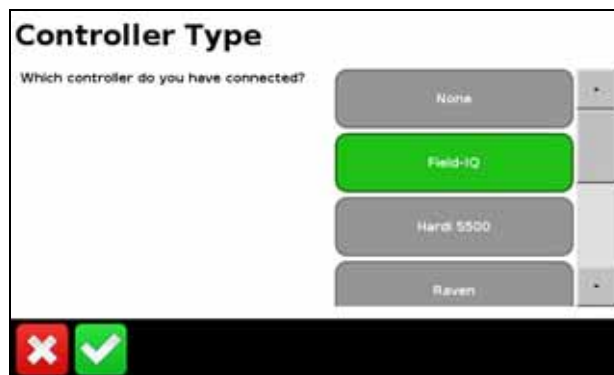 Controller Type
Which controller do you have connected?
None
Field-IQ
Hardi 5500
Raven